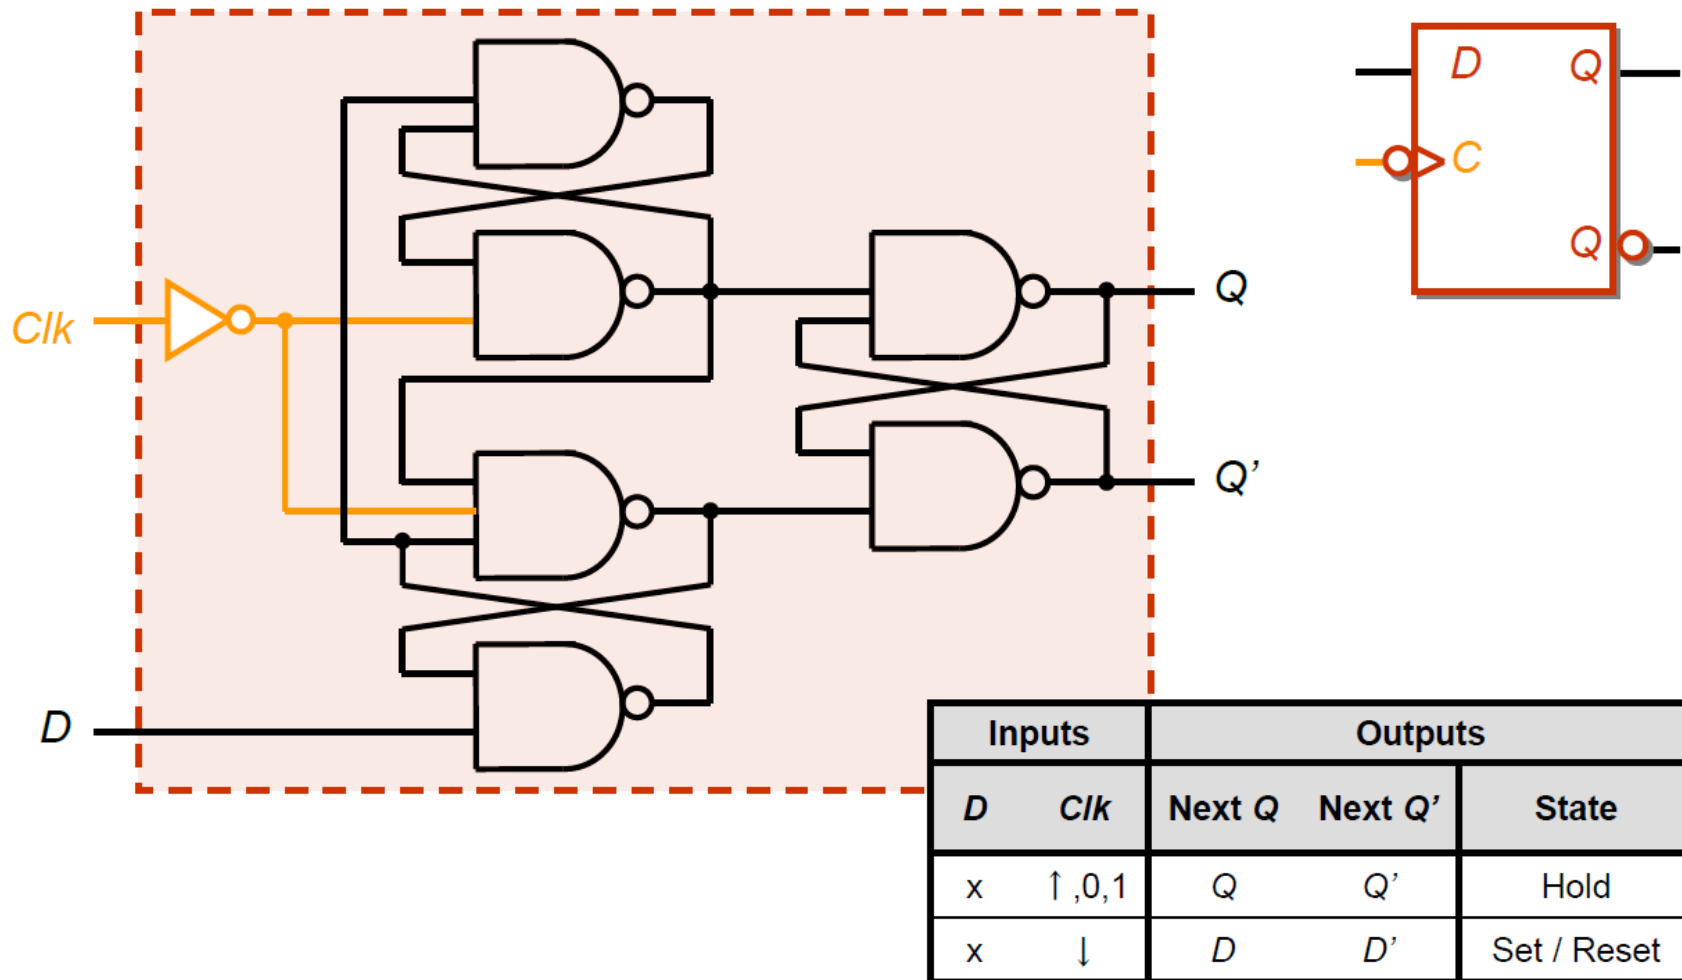 D Q
C
Q
Clk
Q
Q’
D
Inputs Outputs
D Clk Next Q Next Q’ State
x ↑,0,1 Q Q’ Hold
x ↓ D D’ Set / Reset